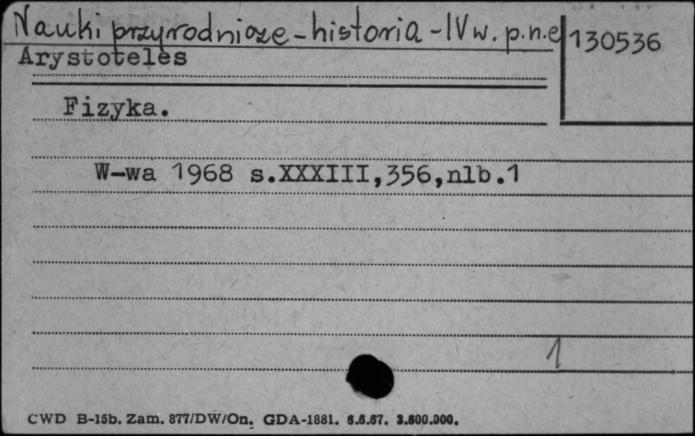 Nauki przyrodnicze - historia - IV w. p.n.e
130536
Arystoteles
Fizyka.
W-wa 1968 s.XXXIII,356,nlb.1
1
CWD B-15b. Zam. 877/DW/On. GDA-1881. 6.6.67. 3.600.000.